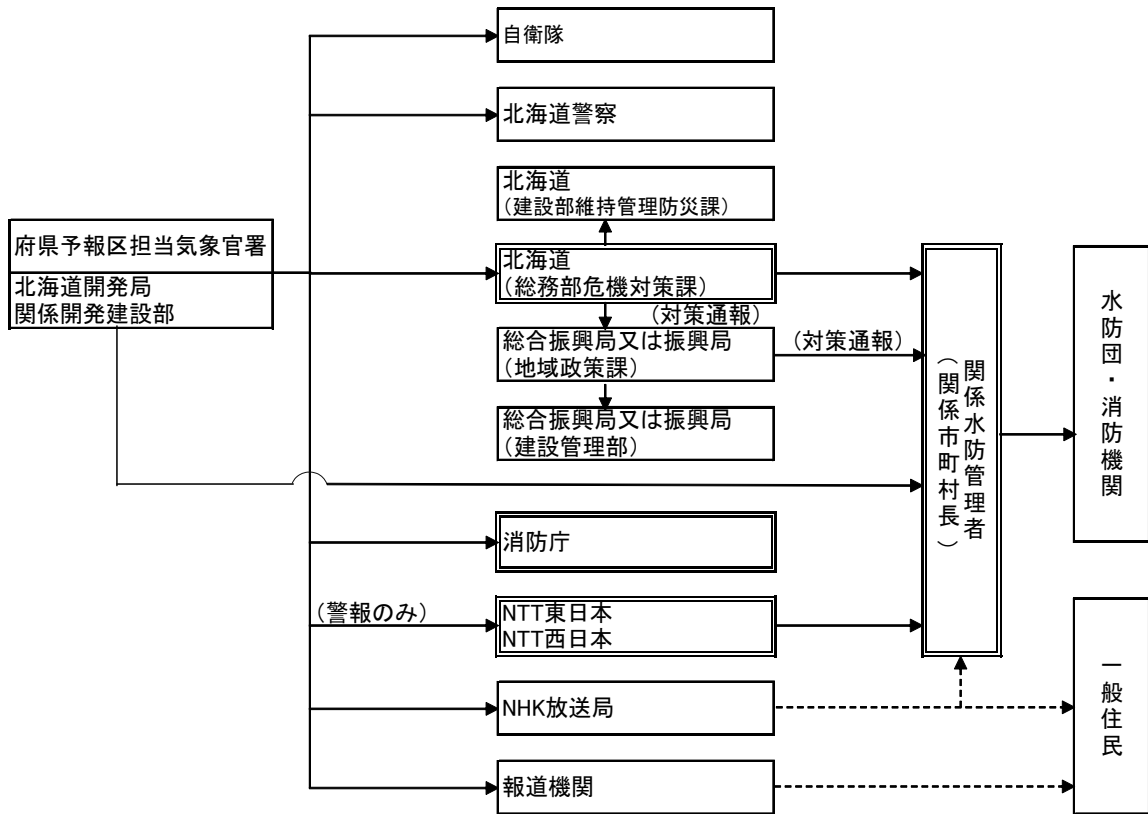 自衛隊
北海道警察
北海道
(建設部維持管理防災課)
府県予報区担当気象官署
北海道開発局
関係開発建設部
北海道
(総務部危機対策課)
(対策通報)
総合振興局又は振興局
(地域政策課)
(対策通報)
総合振興局又は振興局
(建設管理部)
消防庁
(警報のみ)
NTT東日本
NTT西日本
NHK放送局
報道機関
関係水防管理者
(関係市町村長)
水防団・消防機関
一般住民